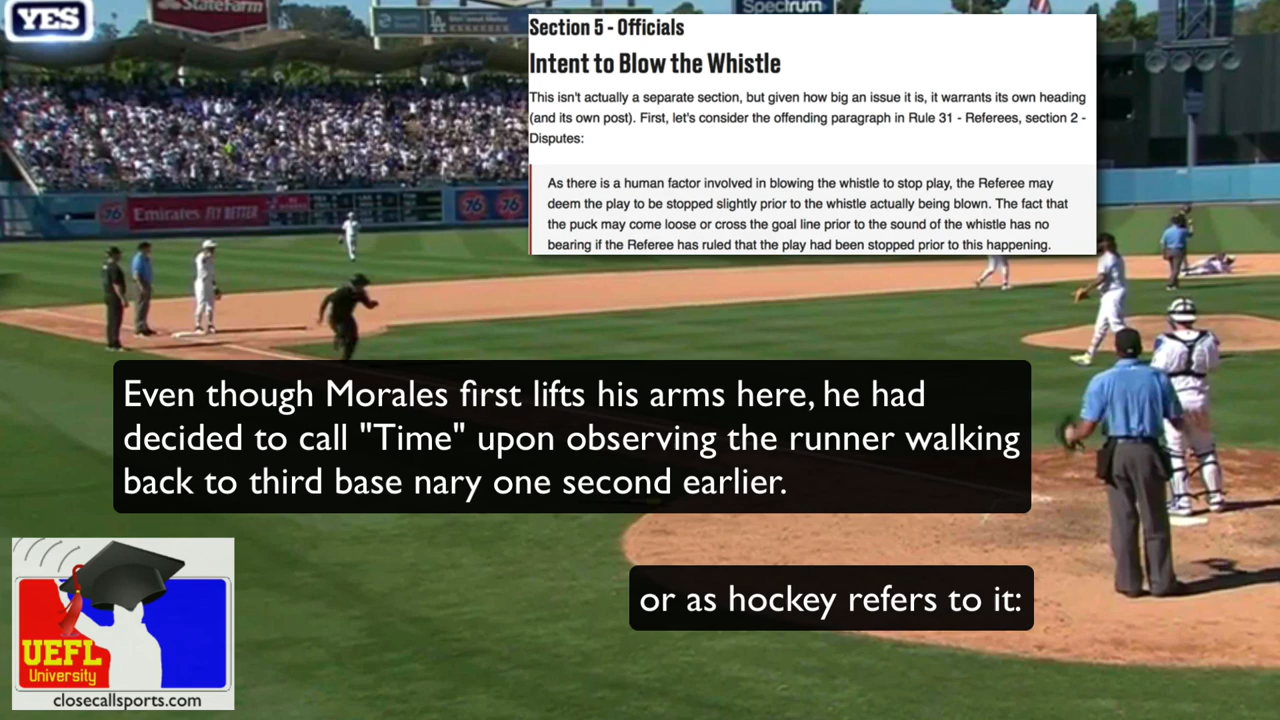 YES
StateFarm
Spectrum
Section 5 - Officials
Intent to Blow the Whistle
This isn't actually a separate section, but given how big an issue it is, it warrants its own heading
(and its own post). First, let's consider the offending paragraph in Rule 31 - Referees, section 2 -
Disputes:
As there is a human factor involved in blowing the whistle to stop play, the Referee may
deem the play to be stopped slightly prior to the whistle actually being blown. The fact that
the puck may come loose or cross the goal line prior to the sound of the whistle has no
bearing if the Referee has ruled that the play had been stopped prior to this happening.
76 Emirates FLY BETTER
76 76
Even though Morales first lifts his arms here, he had
decided to call "Time" upon observing the runner walking
back to third base nary one second earlier.
or as hockey refers to it:
UEFL
University
closecallsports.com